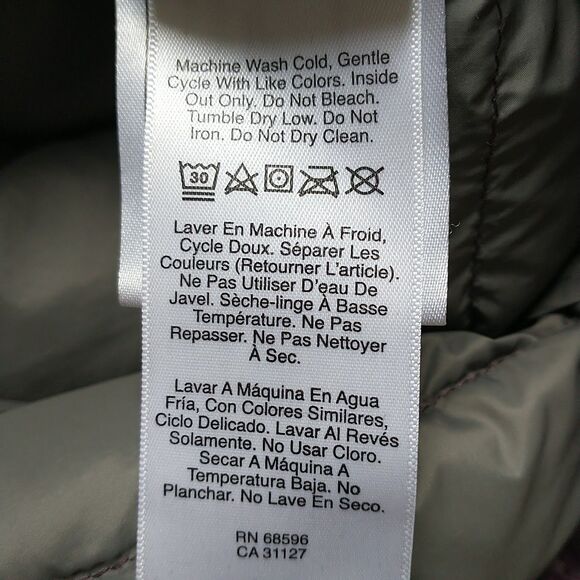 Machine Wash Cold, Gentle
Cycle With Like Colors. Inside
Out Only. Do Not Bleach.
Tumble Dry Low. Do Not
Iron. Do Not Dry Clean.
30
Laver En Machine À Froid,
Cycle Doux. Séparer Les
Couleurs (Retourner L'article).
Ne Pas Utiliser D'eau De
Javel. Sèche-linge À Basse
Température. Ne Pas
Repasser. Ne Pas Nettoyer
À Sec.
Lavar A Máquina En Agua
Fría, Con Colores Similares,
Ciclo Delicado. Lavar Al Revés
Solamente. No Usar Cloro.
Secar A Máquina A
Temperatura Baja. No
Planchar. No Lave En Seco.
RN 68596
CA 31127